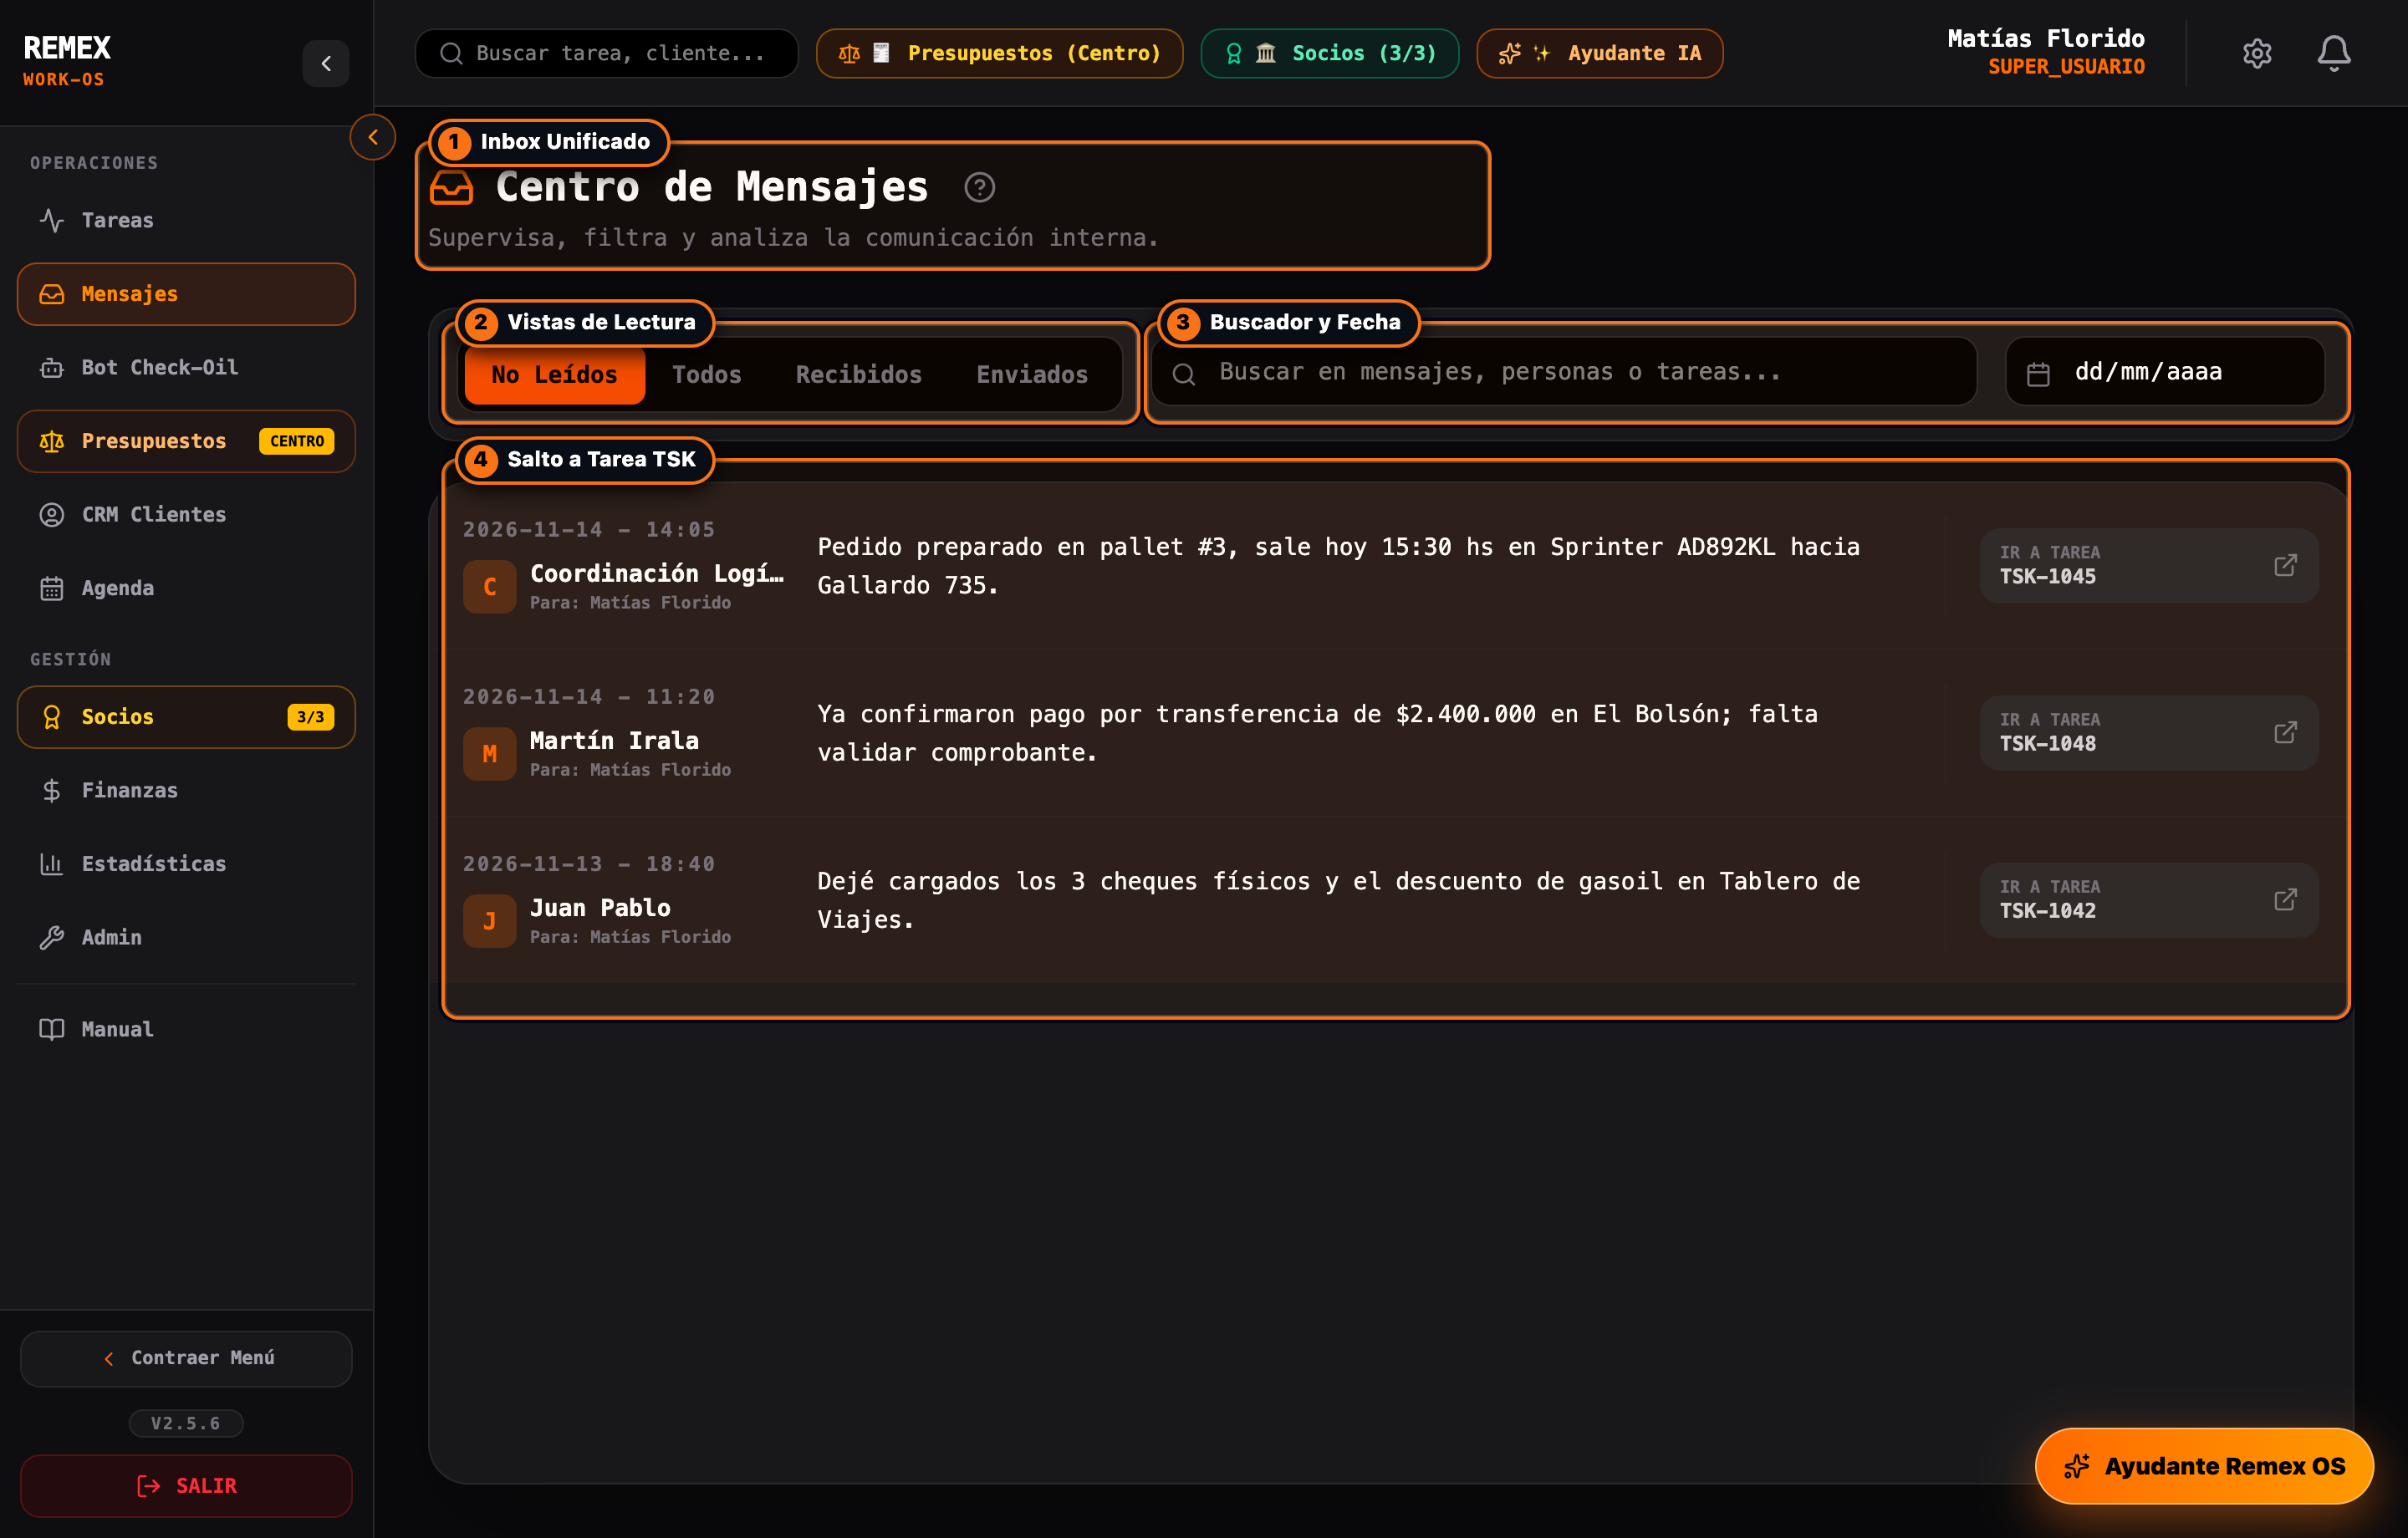 REMEX
WORK-OS
Buscar tarea, cliente...
Presupuestos (Centro)
Socios (3/3)
Ayudante IA
Matías Florido
SUPER_USUARIO
OPERACIONES
Tareas
Mensajes
Bot Check-Oil
Presupuestos CENTRO
CRM Clientes
Agenda
GESTIÓN
Socios 3/3
Finanzas
Estadísticas
Admin
Manual
Contraer Menú
V2.5.6
SALIR
1 Inbox Unificado
Centro de Mensajes
Supervisa, filtra y analiza la comunicación interna.
2 Vistas de Lectura
No Leídos Todos Recibidos Enviados
3 Buscador y Fecha
Buscar en mensajes, personas o tareas...
dd/mm/aaaa
4 Salto a Tarea TSK
2026-11-14 - 14:05
C
Coordinación Logí...
Para: Matías Florido
Pedido preparado en pallet #3, sale hoy 15:30 hs en Sprinter AD892KL hacia
Gallardo 735.
IR A TAREA
TSK-1045
2026-11-14 - 11:20
M
Martín Irala
Para: Matías Florido
Ya confirmaron pago por transferencia de $2.400.000 en El Bolsón; falta
validar comprobante.
IR A TAREA
TSK-1048
2026-11-13 - 18:40
J
Juan Pablo
Para: Matías Florido
Dejé cargados los 3 cheques físicos y el descuento de gasoil en Tablero de
Viajes.
IR A TAREA
TSK-1042
Ayudante Remex OS